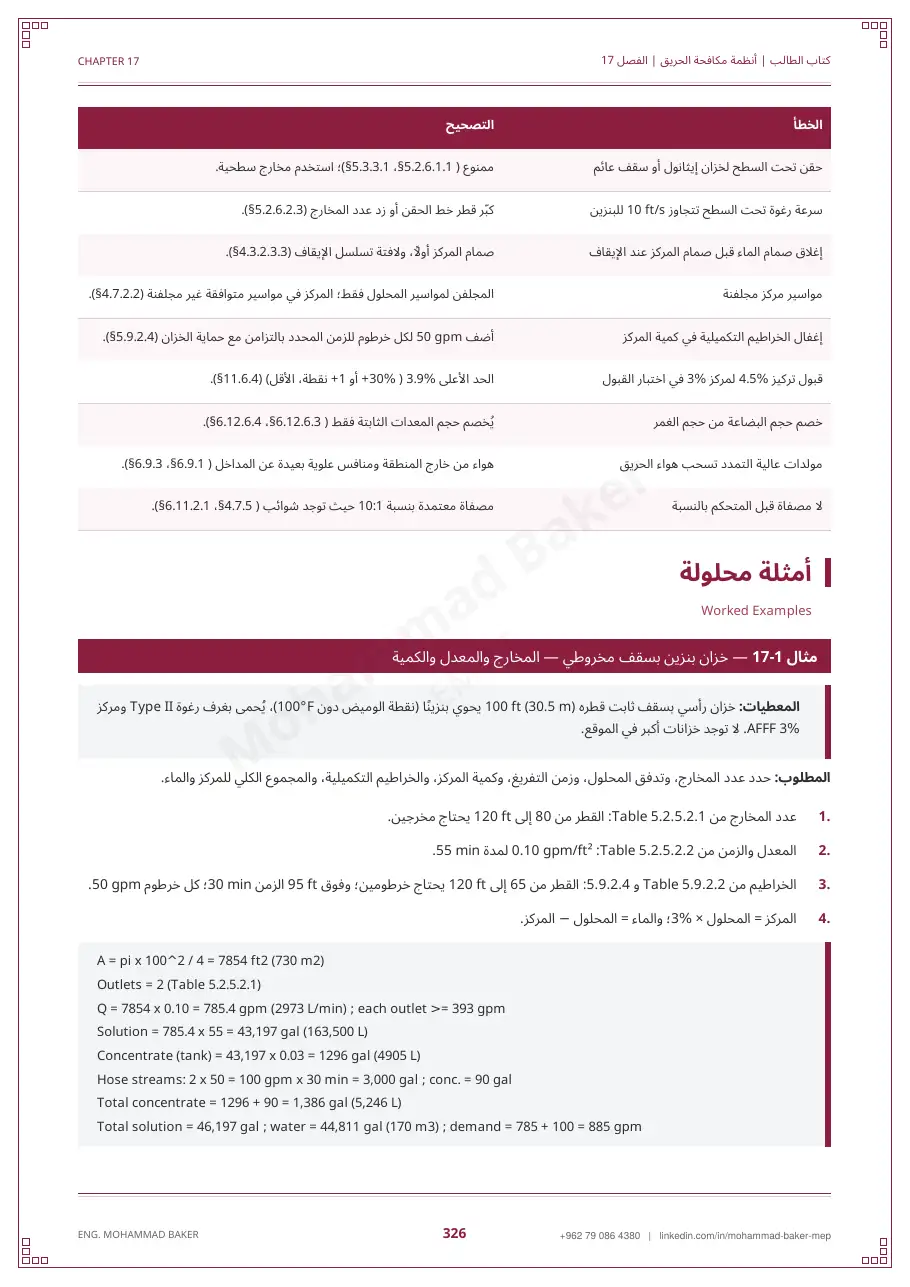 كتاب الطالب | أنظمة مكافحة الحريق | الفصل 17
CHAPTER 17
الخطأ التصحيح
حقن تحت السطح لخزان إيثانول أو سقف عائم ممنوع ( §5.2.6.1.1، §5.3.3.1)؛ استخدم مخارج سطحية.
سرعة رغوة تحت السطح تتجاوز 10 ft/s للبنزين كبّر قطر خط الحقن أو زد عدد المخارج (§5.2.6.2.3).
إغلاق صمام الماء قبل صمام المركز عند الإيقاف صمام المركز أولًا، ولافتة تسلسل الإيقاف (§4.3.2.3.3).
مواسير مركز مجلفنة المجلفن لمواسير المحلول فقط؛ المركز في مواسير متوافقة غير مجلفنة (§4.7.2.2).
إغفال الخراطيم التكميلية في كمية المركز أضف 50 gpm لكل خرطوم للزمن المحدد بالتزامن مع حماية الخزان (§5.9.2.4).
قبول تركيز 4.5% لمركز 3% في اختبار القبول الحد الأعلى 3.9% ( +30% أو +1 نقطة، الأقل) (§11.6.4).
خصم حجم البضاعة من حجم الغمر يُخصم حجم المعدات الثابتة فقط ( §6.12.6.3، §6.12.6.4).
مولدات عالية التمدد تسحب هواء الحريق هواء من خارج المنطقة ومنافس علوية بعيدة عن المداخل ( §6.9.1، §6.9.3).
لا مصفاة قبل المتحكم بالنسبة مصفاة معتمدة بنسبة 10:1 حيث توجد شوائب ( §4.7.5، §6.11.2.1).
أمثلة محلولة
Worked Examples
مثال 1-17 — خزان بنزين بسقف مخروطي — المخارج والمعدل والكمية
المعطيات: خزان رأسي بسقف ثابت قطره 100 ft (30.5 m) يحوي بنزينًا (نقطة الوميض دون 100°F)، يُحمى بغرف رغوة Type II ومركز
AFFF 3%. لا توجد خزانات أكبر في الموقع.
المطلوب: حدد عدد المخارج، وتدفق المحلول، وزمن التفريغ، وكمية المركز، والخراطيم التكميلية، والمجموع الكلي للمركز والماء.
1. عدد المخارج من Table 5.2.5.2.1: القطر من 80 إلى 120 ft يحتاج مخرجين.
2. المعدل والزمن من Table 5.2.5.2.2: 0.10 gpm/ft² لمدة 55 min.
3. الخراطيم من Table 5.9.2.2 و 5.9.2.4: القطر من 65 إلى 120 ft يحتاج خرطومين؛ وفوق 95 ft الزمن 30 min؛ كل خرطوم 50 gpm.
4. المركز = المحلول × 3%؛ والماء = المحلول − المركز.
A = pi x 100^2 / 4 = 7854 ft2 (730 m2)
Outlets = 2 (Table 5.2.5.2.1)
Q = 7854 x 0.10 = 785.4 gpm (2973 L/min) ; each outlet >= 393 gpm
Solution = 785.4 x 55 = 43,197 gal (163,500 L)
Concentrate (tank) = 43,197 x 0.03 = 1296 gal (4905 L)
Hose streams: 2 x 50 = 100 gpm x 30 min = 3,000 gal ; conc. = 90 gal
Total concentrate = 1296 + 90 = 1,386 gal (5,246 L)
Total solution = 46,197 gal ; water = 44,811 gal (170 m3) ; demand = 785 + 100 = 885 gpm
Mohammad Baker
ENG. MOHAMMAD BAKER
326
+962 79 086 4380 | linkedin.com/in/mohammad-baker-mep